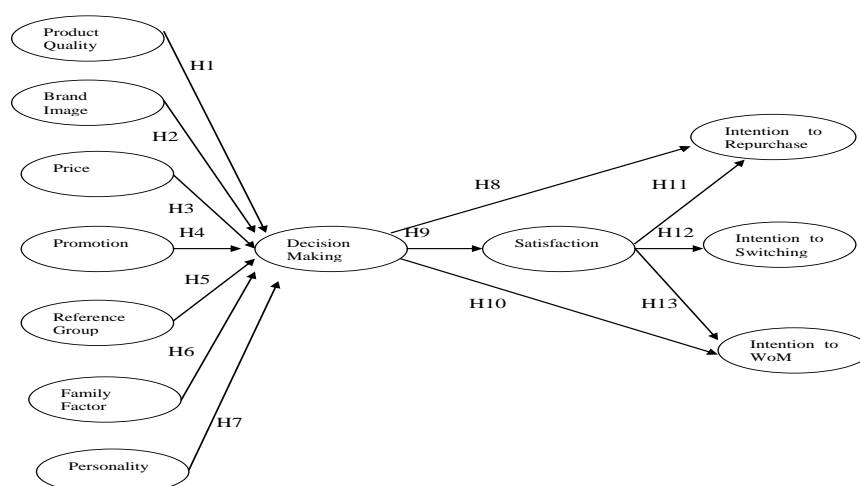 Product
Quality
H1
Brand
Image
H2
Price
H3
Promotion
H4
Reference
Group
H5
Family
Factor
H6
Personality
H7
Decision
Making
H8
H9
H10
Satisfaction
H11
H12
H13
Intention to
Repurchase
Intention to
Switching
Intention to
WoM